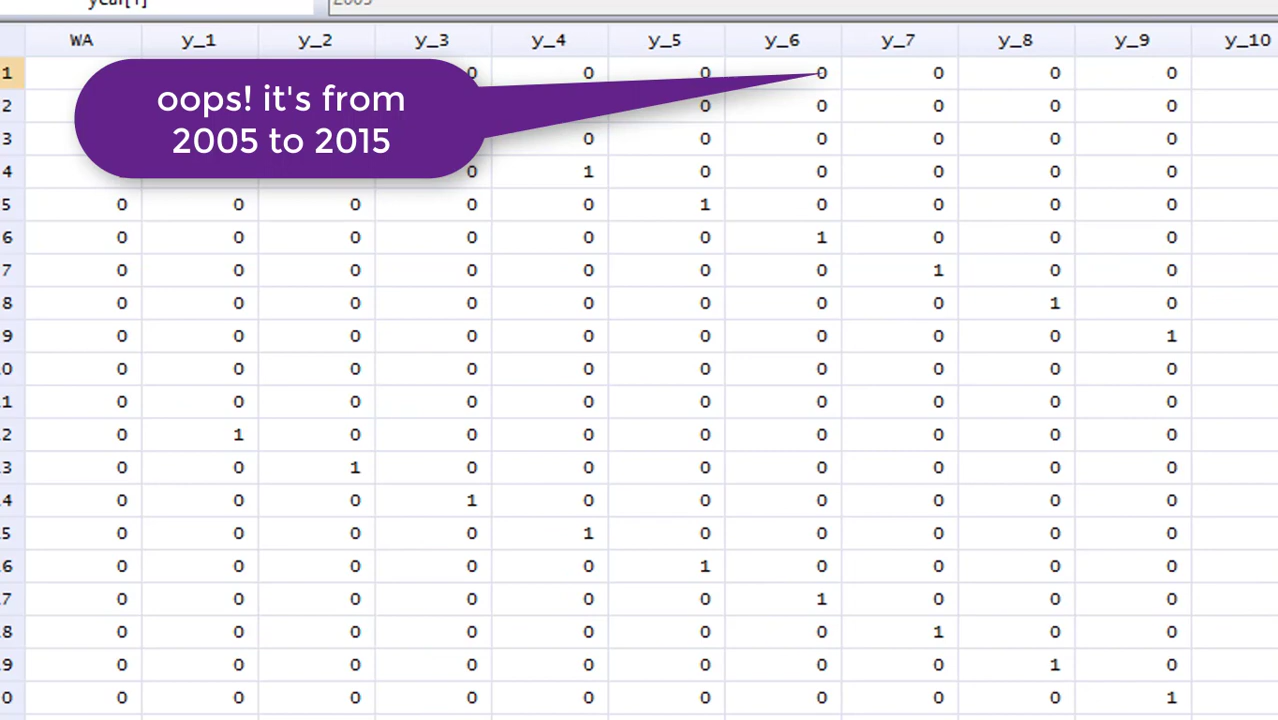 year[1] 2005
WA y_1 y_2 y_3 y_4 y_5 y_6 y_7 y_8 y_9 y_10
oops! it's from
2005 to 2015
1 0 0 0 0 0 0 0
2 0 0 0 0 0
3 0 0 0 0 0 0
4 0 1 0 0 0 0 0
5 0 0 0 0 0 1 0 0 0 0
6 0 0 0 0 0 0 1 0 0 0
7 0 0 0 0 0 0 0 1 0 0
8 0 0 0 0 0 0 0 0 1 0
9 0 0 0 0 0 0 0 0 0 1
0 0 0 0 0 0 0 0 0 0 0
1 0 0 0 0 0 0 0 0 0 0
2 0 1 0 0 0 0 0 0 0 0
3 0 0 1 0 0 0 0 0 0 0
4 0 0 0 1 0 0 0 0 0 0
5 0 0 0 0 1 0 0 0 0 0
6 0 0 0 0 0 1 0 0 0 0
7 0 0 0 0 0 0 1 0 0 0
8 0 0 0 0 0 0 0 1 0 0
9 0 0 0 0 0 0 0 0 1 0
0 0 0 0 0 0 0 0 0 0 1